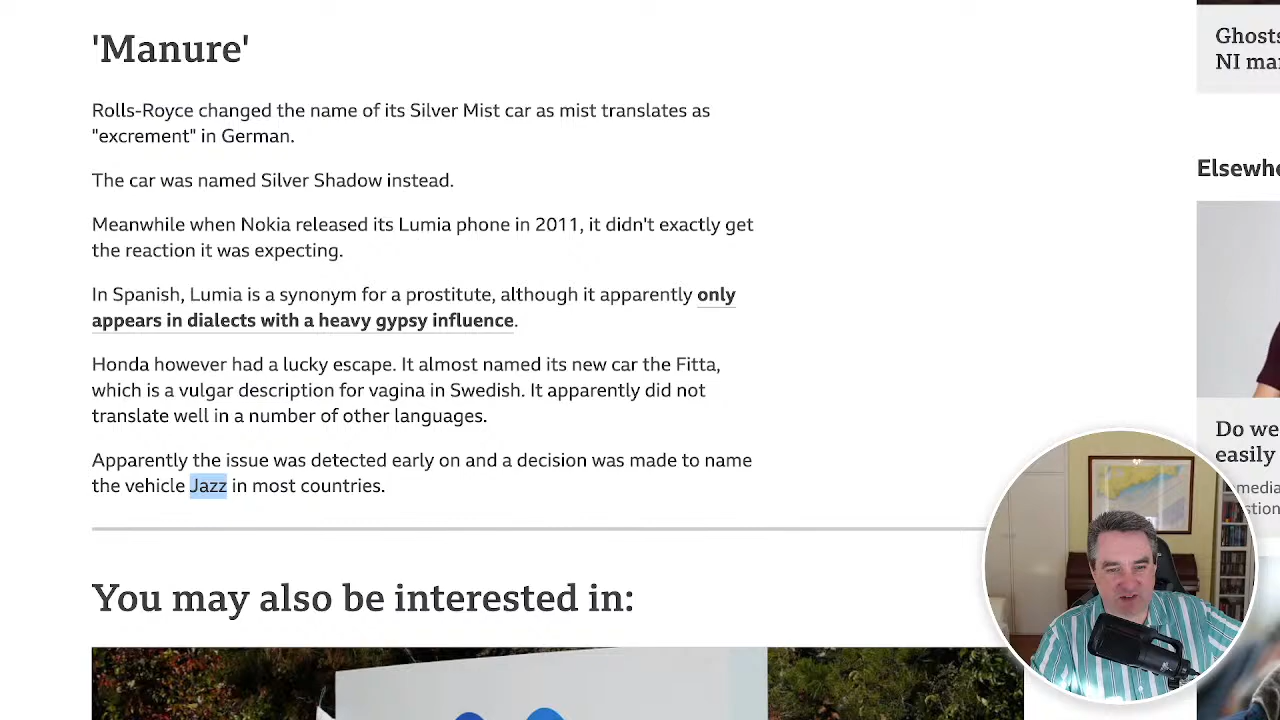 'Manure'
Rolls-Royce changed the name of its Silver Mist car as mist translates as
"excrement" in German.
The car was named Silver Shadow instead.
Meanwhile when Nokia released its Lumia phone in 2011, it didn't exactly get
the reaction it was expecting.
In Spanish, Lumia is a synonym for a prostitute, although it apparently only
appears in dialects with a heavy gypsy influence.
Honda however had a lucky escape. It almost named its new car the Fitta,
which is a vulgar description for vagina in Swedish. It apparently did not
translate well in a number of other languages.
Apparently the issue was detected early on and a decision was made to name
the vehicle Jazz in most countries.
You may also be interested in:
Ghosts
NI ma
Elsewhe
Do we
easily